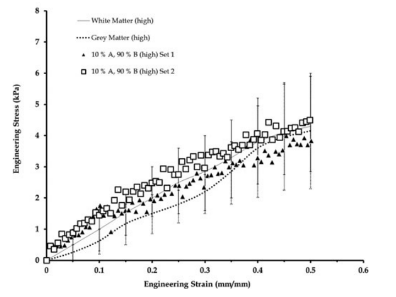 8
7
6
5
4
3
2
1
0
Engineering Stress (kPa)
White Matter (high)
Grey Matter (high)
10 % A, 90 % B (high) Set 1
10 % A, 90 % B (high) Set 2
0 0.1 0.2 0.3 0.4 0.5 0.6
Engineering Strain (mm/mm)